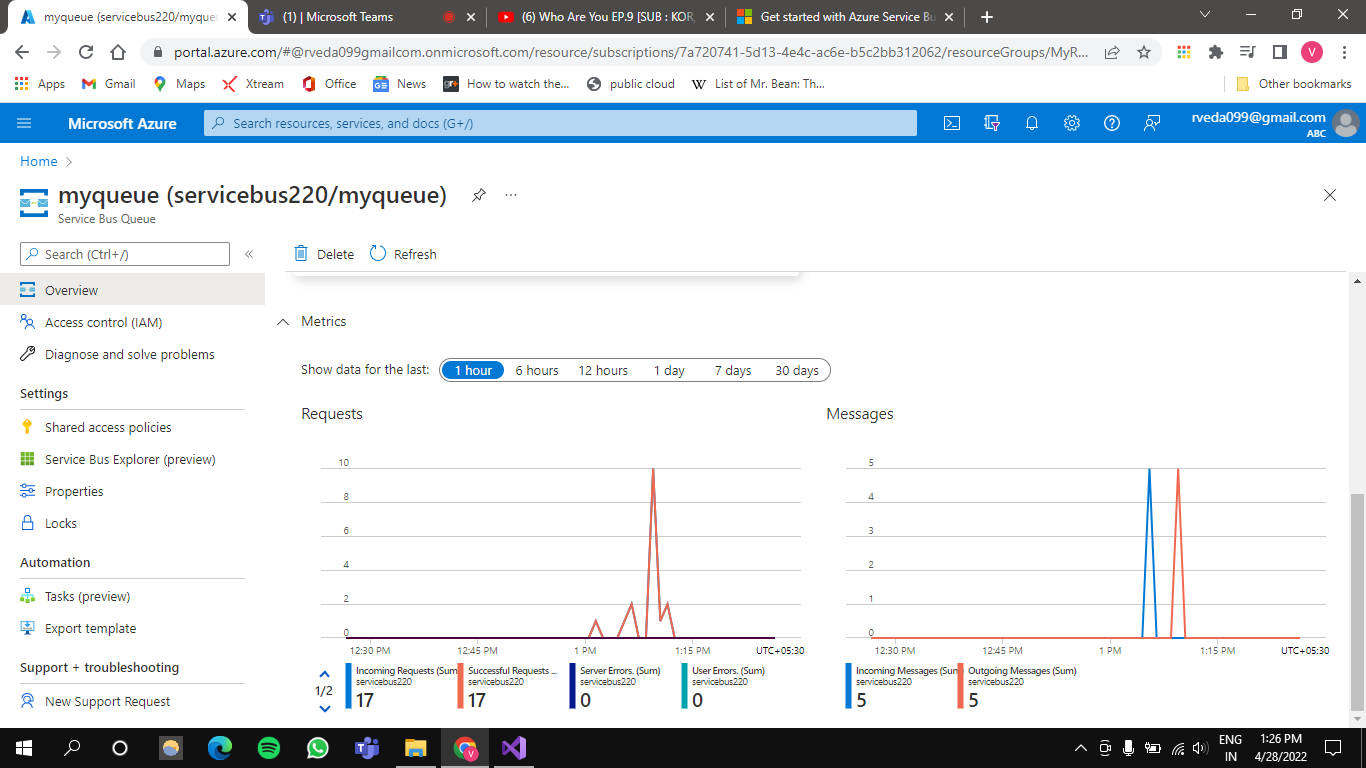 myqueue (servicebus220/myque
(1) | Microsoft Teams
(6) Who Are You EP.9 [SUB : KOR,
Get started with Azure Service Bu
portal.azure.com/#@rveda099gmailcom.onmicrosoft.com/resource/subscriptions/7a720741-5d13-4e4c-ac6e-b5c2bb312062/resourceGroups/MyR...
V
Apps
Gmail
Maps
Xtream
Office
News
How to watch the...
public cloud
List of Mr. Bean: Th...
Other bookmarks
Microsoft Azure
Search resources, services, and docs (G+/)
rveda099@gmail.com
ABC
Home
myqueue (servicebus220/myqueue)
...
Service Bus Queue
Search (Ctrl+/)
«
Delete
Refresh
Overview
Access control (IAM)
Diagnose and solve problems
Settings
Shared access policies
Service Bus Explorer (preview)
Properties
Locks
Automation
Tasks (preview)
Export template
Support + troubleshooting
New Support Request
Metrics
Show data for the last:
1 hour
6 hours
12 hours
1 day
7 days
30 days
Requests
10
8
6
4
2
0
12:30 PM
12:45 PM
1 PM
1:15 PM
UTC+05:30
1/2
Incoming Requests (Sum)
servicebus220
17
Successful Requests ...
servicebus220
17
Server Errors. (Sum)
servicebus220
0
User Errors. (Sum)
servicebus220
0
Messages
5
4
3
2
1
0
12:30 PM
12:45 PM
1 PM
1:15 PM
UTC+05:30
Incoming Messages (Sum)
servicebus220
5
Outgoing Messages (Sum)
servicebus220
5
ENG
IN
1:26 PM
4/28/2022